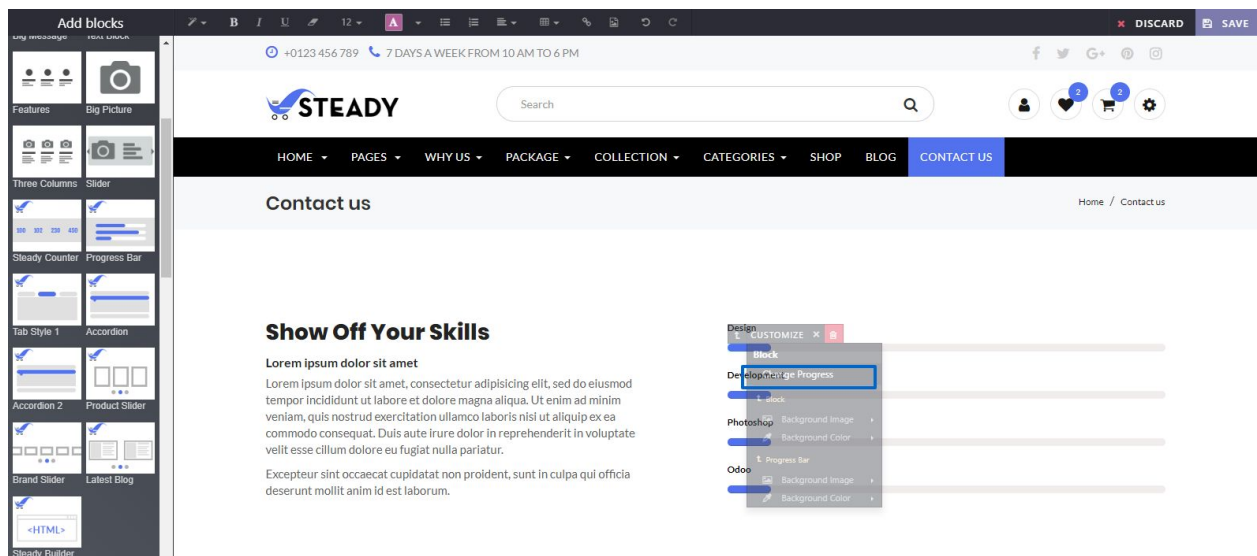 Add blocks
B I U 12 A
DISCARD SAVE
Big Message Text Block
Features Big Picture
Three Columns Slider
Steady Counter Progress Bar
Tab Style 1 Accordion
Accordion 2 Product Slider
Brand Slider Latest Blog
<HTML>
Steady Builder
+0123 456 789 7 DAYS A WEEK FROM 10 AM TO 6 PM
STEADY
Search
2 2
HOME PAGES WHY US PACKAGE COLLECTION CATEGORIES SHOP BLOG CONTACT US
Contact us
Home / Contact us
Show Off Your Skills
Lorem ipsum dolor sit amet
Lorem ipsum dolor sit amet, consectetur adipisicing elit, sed do eiusmod
tempor incididunt ut labore et dolore magna aliqua. Ut enim ad minim
veniam, quis nostrud exercitation ullamco laboris nisi ut aliquip ex ea
commodo consequat. Duis aute irure dolor in reprehenderit in voluptate
velit esse cillum dolore eu fugiat nulla pariatur.
Excepteur sint occaecat cupidatat non proident, sunt in culpa qui officia
deserunt mollit anim id est laborum.
Design
CUSTOMIZE
Block
Development
Change Progress
Block
Photoshop
Background Image
Background Color
Progress Bar
Odoo
Background Image
Background Color